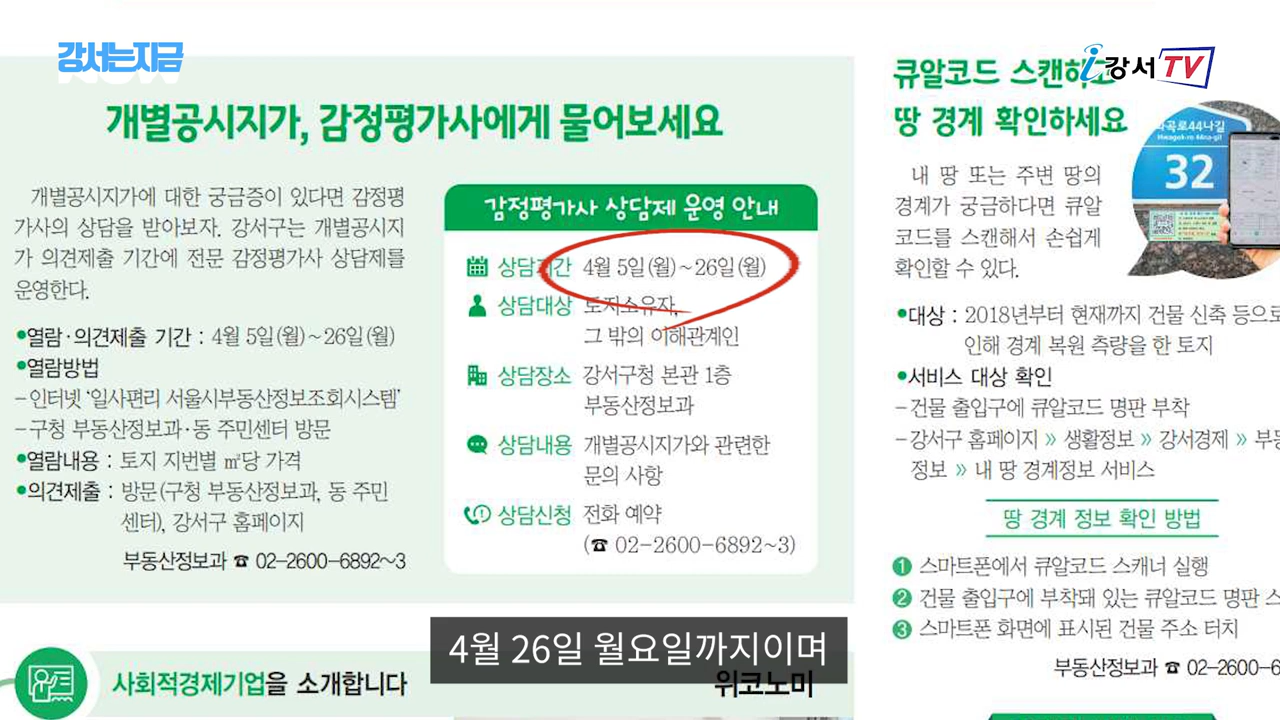 강서는지금
i강서TV
개별공시지가, 감정평가사에게 물어보세요
개별공시지가에 대한 궁금증이 있다면 감정평
가사의 상담을 받아보자. 강서구는 개별공시지
가 의견제출 기간에 전문 감정평가사 상담제를
운영한다.
•열람·의견제출 기간 : 4월 5일(월)~26일(월)
•열람방법
-인터넷 '일사편리 서울시부동산정보조회시스템'
-구청 부동산정보과·동 주민센터 방문
•열람내용 : 토지 지번별 ㎡당 가격
•의견제출 : 방문(구청 부동산정보과, 동 주민
센터), 강서구 홈페이지
부동산정보과 ☎ 02-2600-6892~3
감정평가사 상담제 운영 안내
상담기간 4월 5일(월)~26일(월)
상담대상 토지소유자,
그 밖의 이해관계인
상담장소 강서구청 본관 1층
부동산정보과
상담내용 개별공시지가와 관련한
문의 사항
상담신청 전화 예약
(☎ 02-2600-6892~3)
큐알코드 스캔하고
땅 경계 확인하세요
내 땅 또는 주변 땅의
경계가 궁금하다면 큐알
코드를 스캔해서 손쉽게
확인할 수 있다.
화곡로44나길
Hwagok-ro 44na-gil
32
•대상 : 2018년부터 현재까지 건물 신축 등으로
인해 경계 복원 측량을 한 토지
•서비스 대상 확인
-건물 출입구에 큐알코드 명판 부착
-강서구 홈페이지 » 생활정보 » 강서경제 » 부동
정보 » 내 땅 경계정보 서비스
땅 경계 정보 확인 방법
1 스마트폰에서 큐알코드 스캐너 실행
2 건물 출입구에 부착돼 있는 큐알코드 명판 스
3 스마트폰 화면에 표시된 건물 주소 터치
부동산정보과 ☎ 02-2600-6
사회적경제기업을 소개합니다
위코노미
4월 26일 월요일까지이며